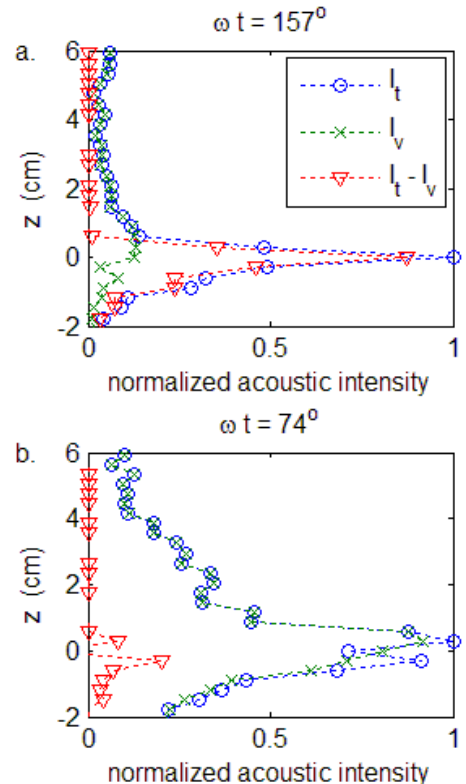 ω t = 157°
a.
6
4
2
0
-2
z (cm)
I_t
I_v
I_t - I_v
0
0.5
1
normalized acoustic intensity
ω t = 74°
b.
6
4
2
0
-2
z (cm)
0
0.5
1
normalized acoustic intensity